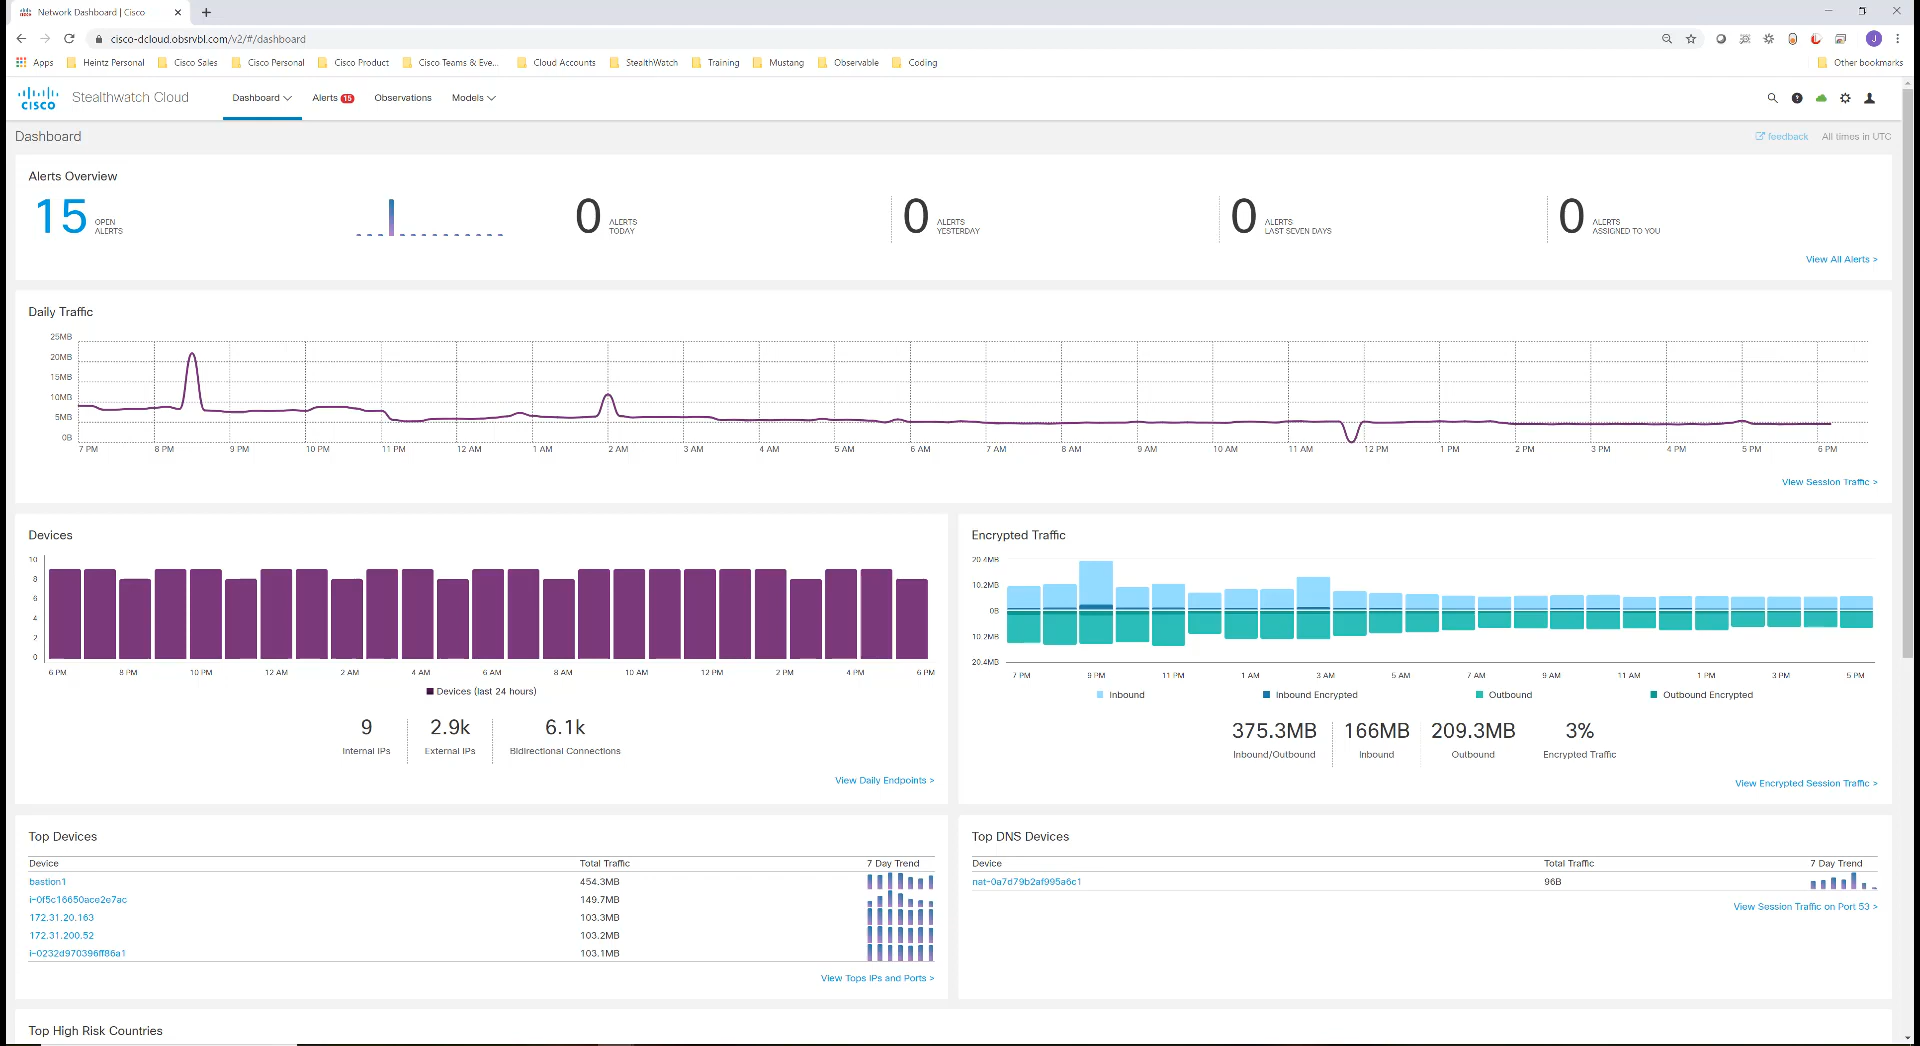 Network Dashboard | Cisco
cisco-dcloud.obsrvbl.com/v2/#/dashboard
Apps Heintz Personal Cisco Sales Cisco Personal Cisco Product Cisco Teams & Eve... Cloud Accounts StealthWatch Training Mustang Observable Coding Other bookmarks
CISCO Stealthwatch Cloud Dashboard Alerts 15 Observations Models
Dashboard feedback All times in UTC
Alerts Overview
15 OPEN ALERTS 0 ALERTS TODAY 0 ALERTS YESTERDAY 0 ALERTS LAST SEVEN DAYS 0 ALERTS ASSIGNED TO YOU
View All Alerts >
Daily Traffic
25MB
20MB
15MB
10MB
5MB
0B
7 PM 8 PM 9 PM 10 PM 11 PM 12 AM 1 AM 2 AM 3 AM 4 AM 5 AM 6 AM 7 AM 8 AM 9 AM 10 AM 11 AM 12 PM 1 PM 2 PM 3 PM 4 PM 5 PM 6 PM
View Session Traffic >
Devices
10
8
6
4
2
0
6 PM 8 PM 10 PM 12 AM 2 AM 4 AM 6 AM 8 AM 10 AM 12 PM 2 PM 4 PM 6 PM
Devices (last 24 hours)
9 2.9k 6.1k
Internal IPs External IPs Bidirectional Connections
View Daily Endpoints >
Encrypted Traffic
20.4MB
10.2MB
0B
10.2MB
20.4MB
7 PM 9 PM 11 PM 1 AM 3 AM 5 AM 7 AM 9 AM 11 AM 1 PM 3 PM 5 PM
Inbound Inbound Encrypted Outbound Outbound Encrypted
375.3MB 166MB 209.3MB 3%
Inbound/Outbound Inbound Outbound Encrypted Traffic
View Encrypted Session Traffic >
Top Devices
Device Total Traffic 7 Day Trend
bastion1 454.3MB
i-0f5c16650ace2e7ac 149.7MB
172.31.20.163 103.3MB
172.31.200.52 103.2MB
i-0232d970396ff86a1 103.1MB
View Tops IPs and Ports >
Top DNS Devices
Device Total Traffic 7 Day Trend
nat-0a7d79b2af995a6c1 96B
View Session Traffic on Port 53 >
Top High Risk Countries